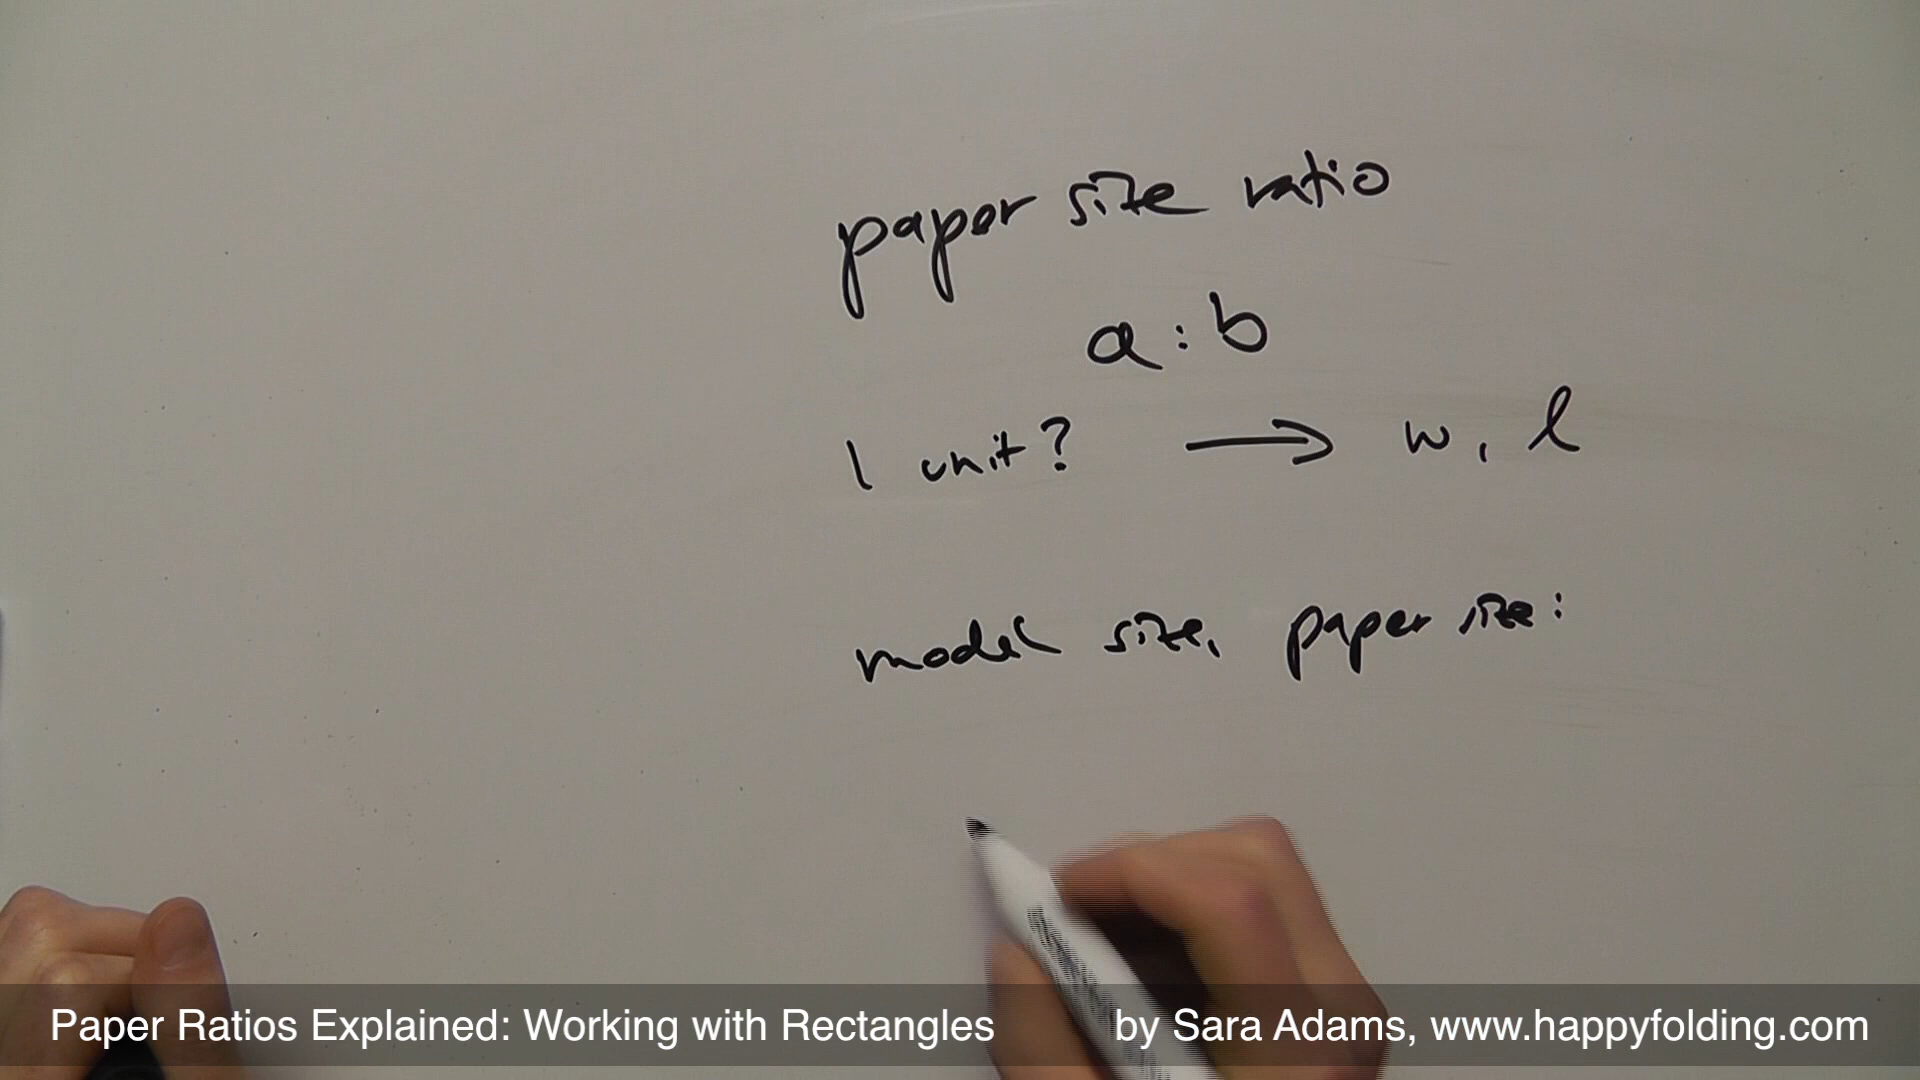 paper size ratio
a : b
1 unit? → w, l
model size, paper size:
Paper Ratios Explained: Working with Rectangles by Sara Adams, www.happyfolding.com